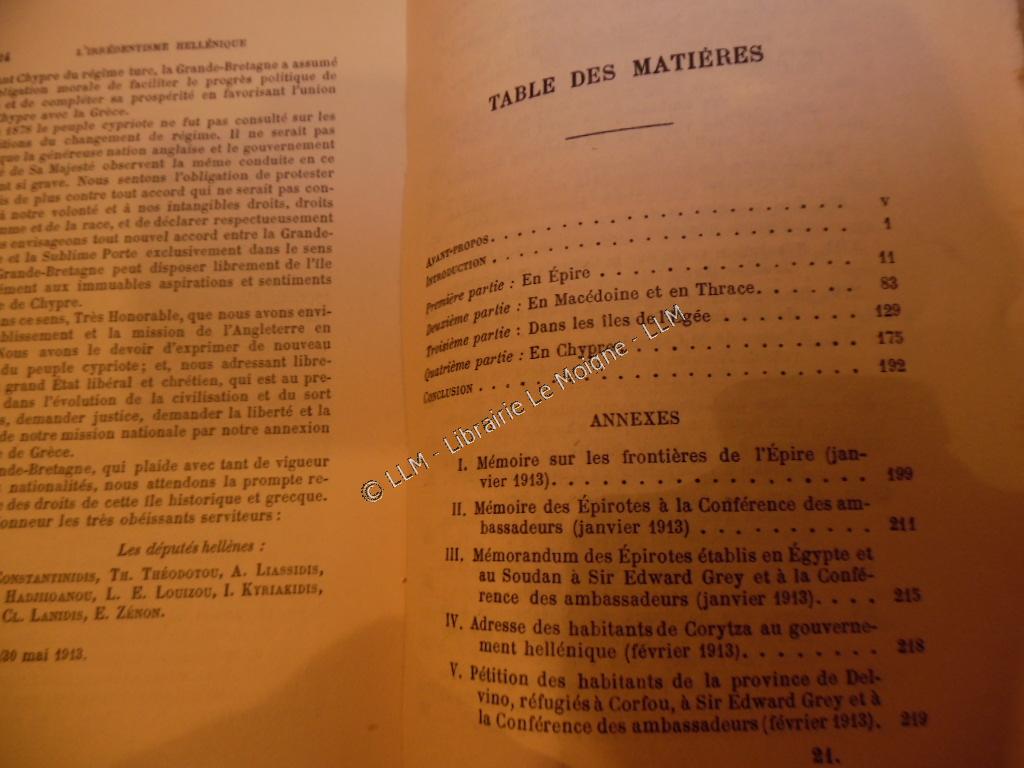 24 L'IRRÉDENTISME HELLÉNIQUE
ant Chypre du régime turc, la Grande-Bretagne a assumé
bligation morale de faciliter le progrès politique de
et de compléter sa prospérité en favorisant l'union
Chypre avec la Grèce.
1878 le peuple cypriote ne fut pas consulté sur les
itions du changement de régime. Il ne serait pas
que la généreuse nation anglaise et le gouvernement
é de Sa Majesté observent la même conduite en ce
nt si grave. Nous sentons l'obligation de protester
is de plus contre tout accord qui ne serait pas con-
à notre volonté et à nos intangibles droits, droits
mme et de la race, et de déclarer respectueusement
s envisageons tout nouvel accord entre la Grande-
e et la Sublime Porte exclusivement dans le sens
Grande-Bretagne peut disposer librement de l'île
ément aux immuables aspirations et sentiments
e de Chypre.
ns ce sens, Très Honorable, que nous avons envi-
blissement et la mission de l'Angleterre en
Nous avons le devoir d'exprimer de nouveau
du peuple cypriote; et, nous adressant libre-
grand État libéral et chrétien, qui est au pre-
dans l'évolution de la civilisation et du sort
s, demander justice, demander la liberté et la
de notre mission nationale par notre annexion
e de Grèce.
nde-Bretagne, qui plaide avec tant de vigueur
nationalités, nous attendons la prompte re-
e des droits de cette île historique et grecque.
onneur les très obéissants serviteurs :
Les députés hellènes :
CONSTANTINIDIS, TH. THÉODOTOU, A. LIASSIDIS,
HADJIOANOU, L. E. LOUIZOU, I. KYRIAKIDIS,
CL. LANIDIS, E. ZÉNON.
/30 mai 1913.
TABLE DES MATIÈRES
AVANT-PROPOS. . . . . . . . . . . . . . . . . . . . V
INTRODUCTION . . . . . . . . . . . . . . . . . . . . 1
Première partie : En Épire . . . . . . . . . . . . . . 11
Deuxième partie : En Macédoine et en Thrace. . . . . . . 83
Troisième partie : Dans les îles de l'Égée . . . . . . . . 129
Quatrième partie : En Chypre . . . . . . . . . . . . . 175
CONCLUSION . . . . . . . . . . . . . . . . . . . . . 192
ANNEXES
I. Mémoire sur les frontières de l'Épire (jan-
vier 1913). . . . . . . . . . . . . . . . . . . 199
II. Mémoire des Épirotes à la Conférence des am-
bassadeurs (janvier 1913) . . . . . . . . . . 211
III. Mémorandum des Épirotes établis en Égypte et
au Soudan à Sir Edward Grey et à la Confé-
rence des ambassadeurs (janvier 1913). . . . 215
IV. Adresse des habitants de Corytza au gouverne-
ment hellénique (février 1913). . . . . . . . 218
V. Pétition des habitants de la province de Del-
vino, réfugiés à Corfou, à Sir Edward Grey et à
la Conférence des ambassadeurs (février 1913). 219
21.
© LLM - Librairie Le Moigne - LLM